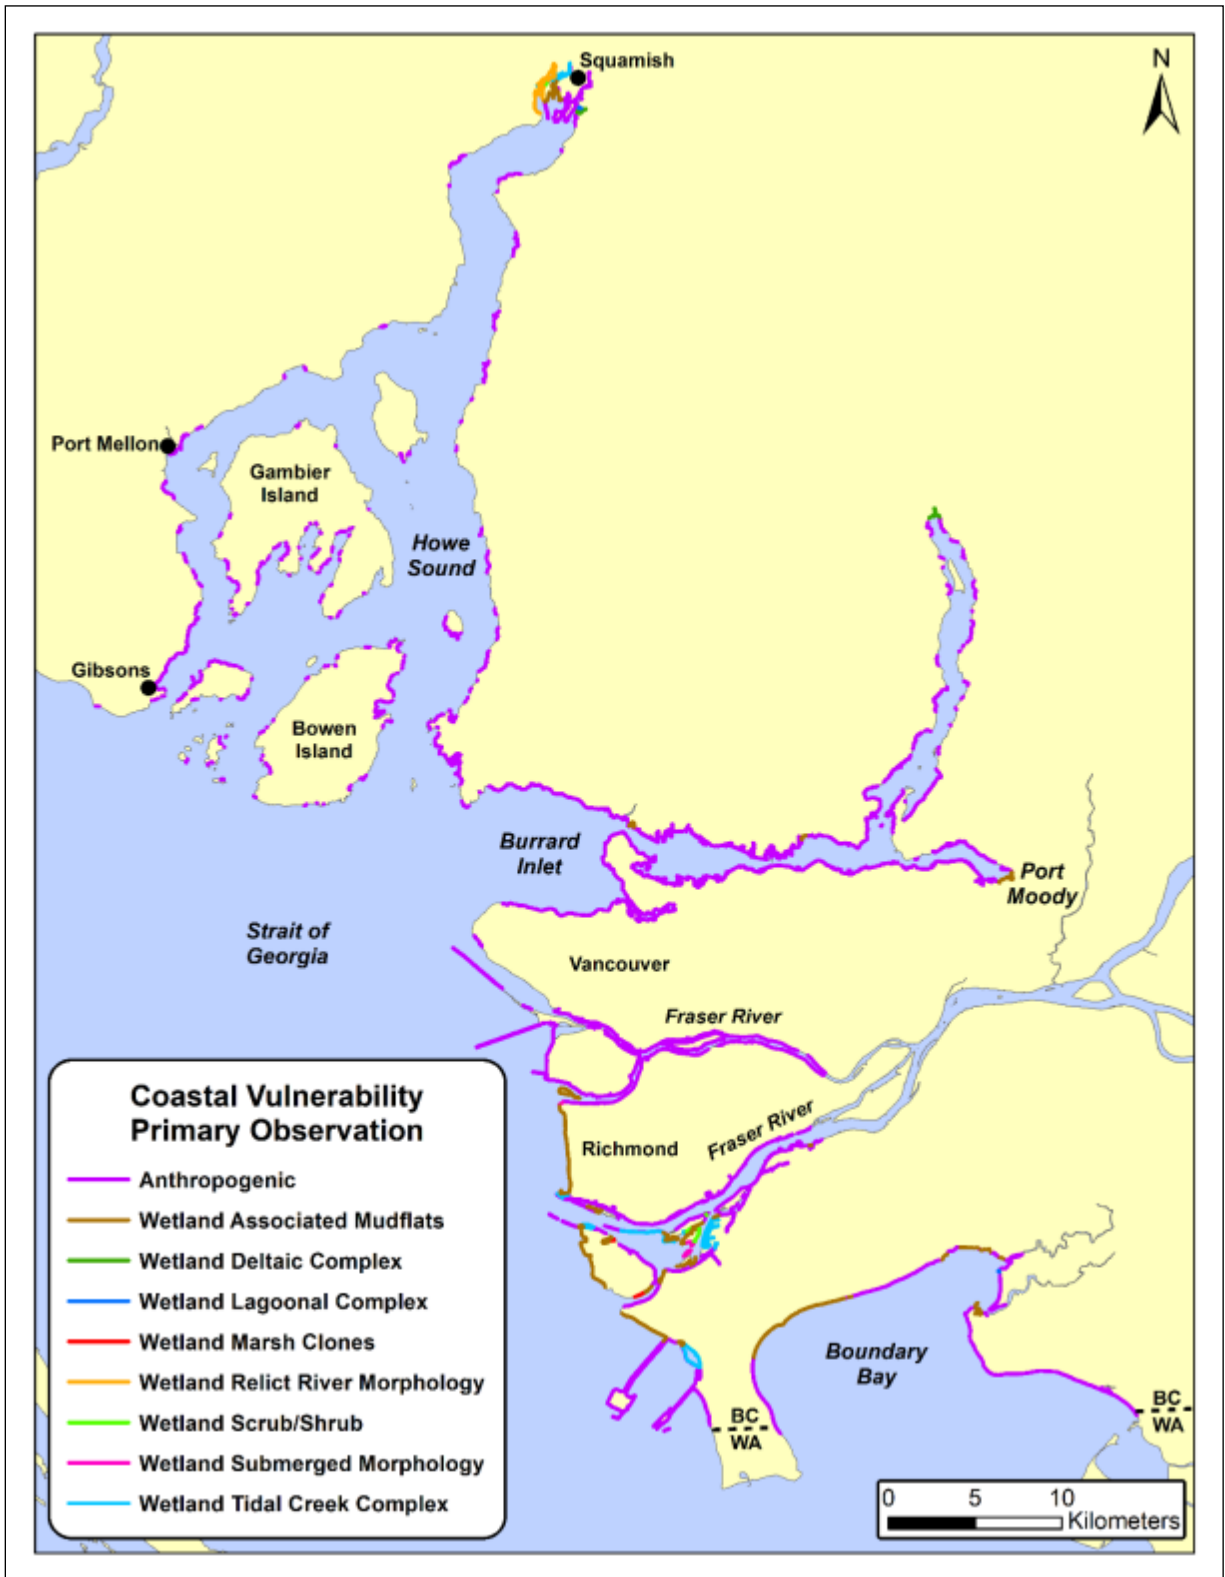 Squamish
N
Port Mellon
Gambier
Island
Howe
Sound
Gibsons
Bowen
Island
Burrard
Inlet
Port
Moody
Strait of
Georgia
Vancouver
Fraser River
Fraser River
Richmond
Boundary
Bay
BC
WA
BC
WA
Coastal Vulnerability
Primary Observation
Anthropogenic
Wetland Associated Mudflats
Wetland Deltaic Complex
Wetland Lagoonal Complex
Wetland Marsh Clones
Wetland Relict River Morphology
Wetland Scrub/Shrub
Wetland Submerged Morphology
Wetland Tidal Creek Complex
0 5 10
Kilometers